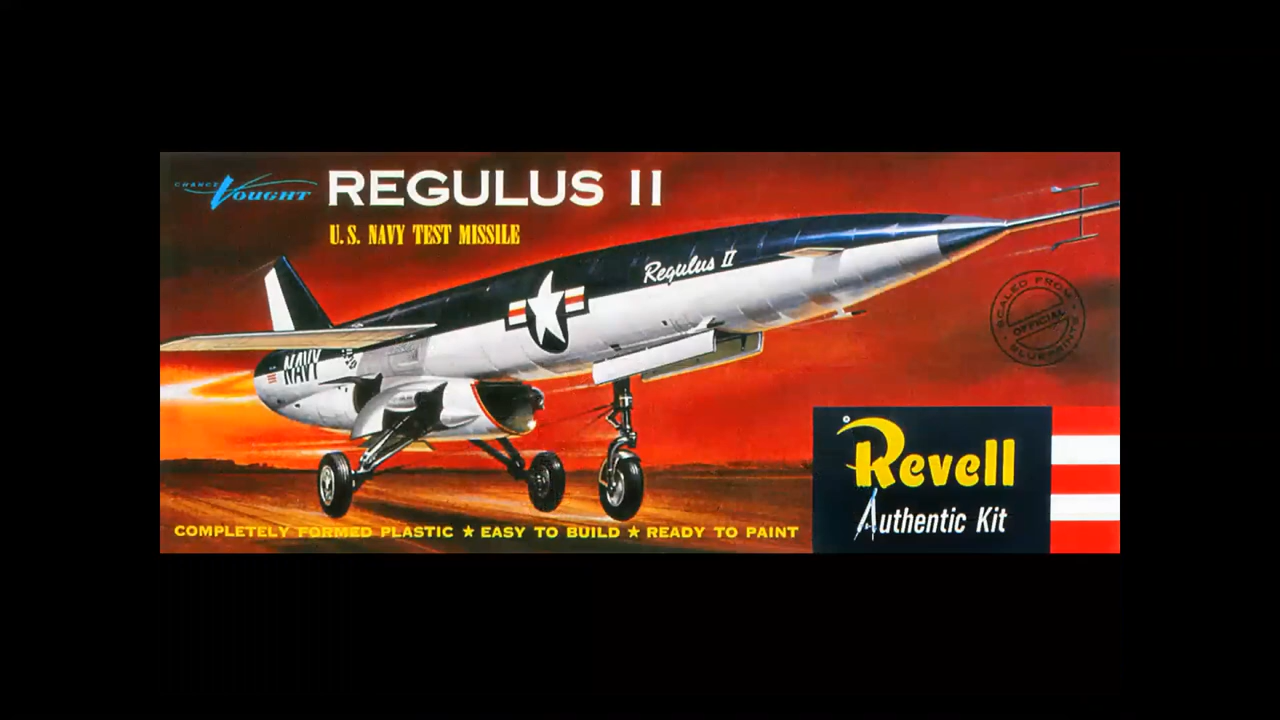 CHANCE VOUGHT
REGULUS II
U.S. NAVY TEST MISSILE
Regulus II
SCALED FROM
OFFICIAL
BLUEPRINTS
NAVY
Revell
Authentic Kit
COMPLETELY FORMED PLASTIC ★ EASY TO BUILD ★ READY TO PAINT